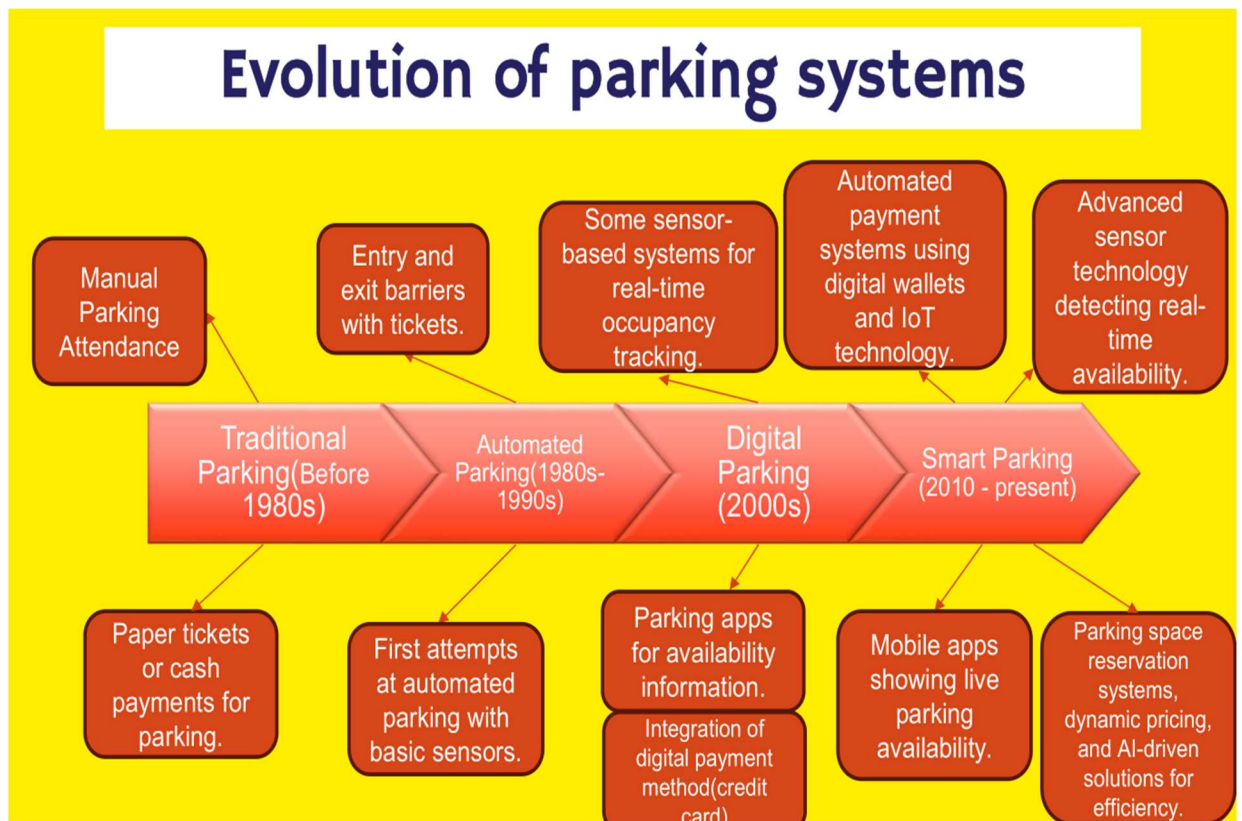 Evolution of parking systems
Manual
Parking
Attendance
Entry and
exit barriers
with tickets.
Some sensor-
based systems for
real-time
occupancy
tracking.
Automated
payment
systems using
digital wallets
and IoT
technology.
Advanced
sensor
technology
detecting real-
time
availability.
Traditional
Parking(Before
1980s)
Automated
Parking(1980s-
1990s)
Digital
Parking
(2000s)
Smart Parking
(2010 - present)
Paper tickets
or cash
payments for
parking.
First attempts
at automated
parking with
basic sensors.
Parking apps
for availability
information.
Integration of
digital payment
method(credit
card)
Mobile apps
showing live
parking
availability.
Parking space
reservation
systems,
dynamic pricing,
and AI-driven
solutions for
efficiency.